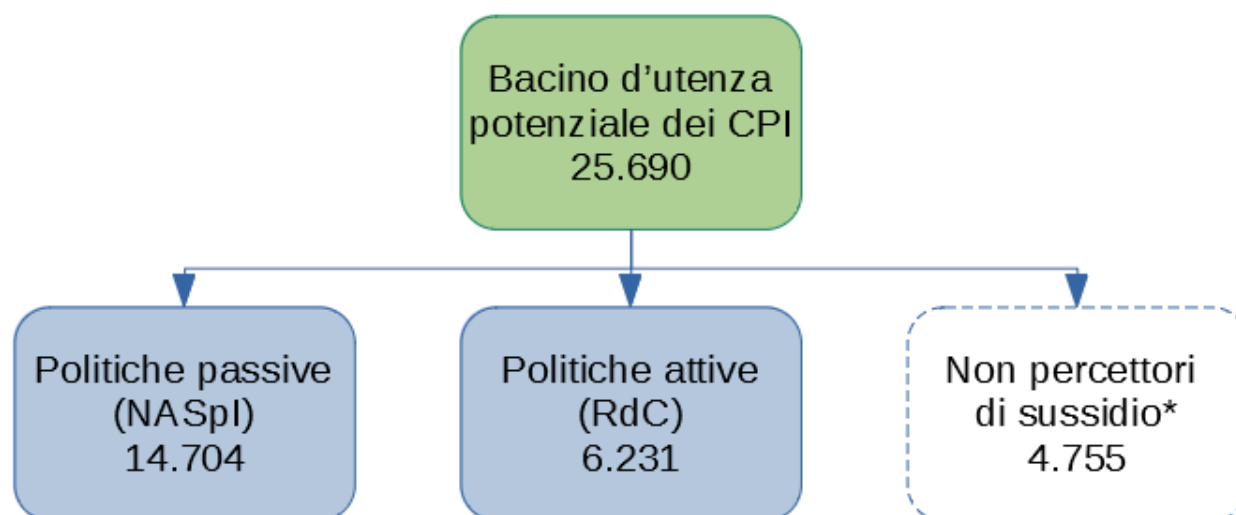 Bacino d'utenza
potenziale dei CPI
25.690
Politiche passive
(NASpI)
14.704
Politiche attive
(RdC)
6.231
Non percettori
di sussidio*
4.755